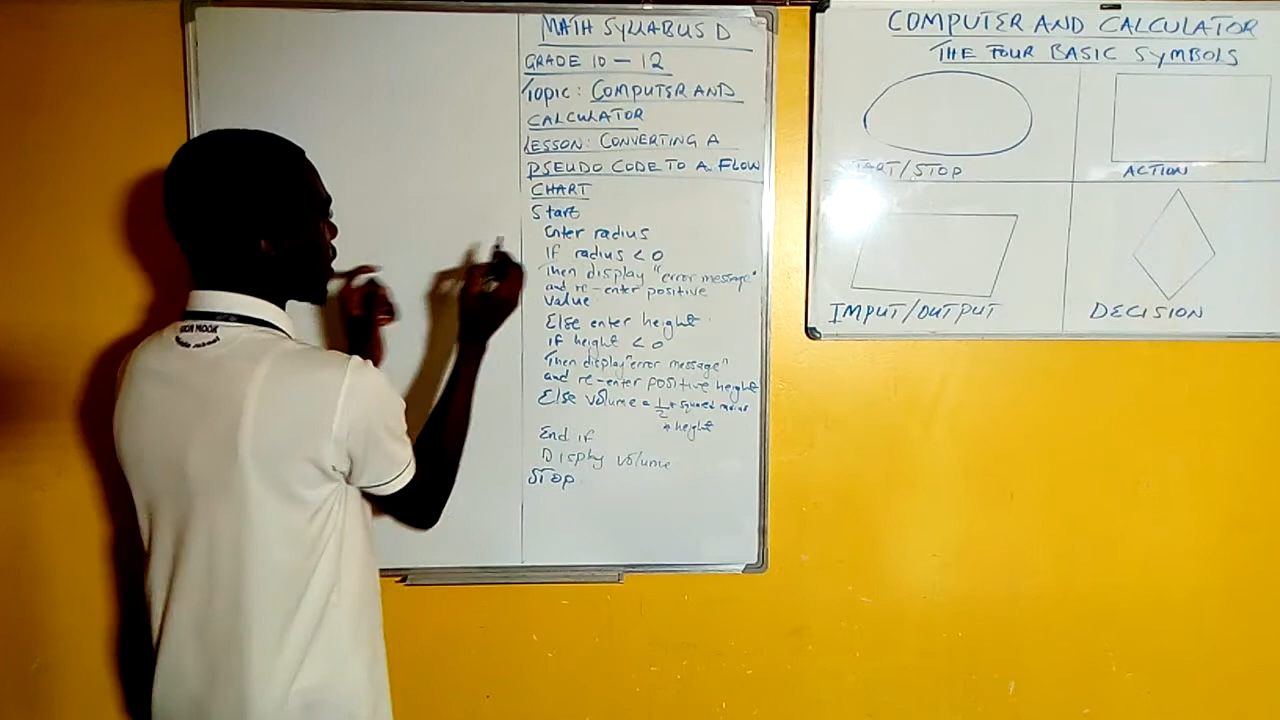 MATH SYLLABUS D
GRADE 10 – 12
Topic: COMPUTER AND
CALCULATOR
LESSON: CONVERTING A
PSEUDO CODE TO A FLOW
CHART
Start
Enter radius
If radius < 0
Then display "error message"
and re-enter positive
value
Else enter height
if height < 0
Then display "error message"
and re-enter positive height
Else volume = 1/2 * squared radius
* height
End if
Display volume
STOP
COMPUTER AND CALCULATOR
THE FOUR BASIC SYMBOLS
TART/STOP
ACTION
IMPUT/OUTPUT
DECISION